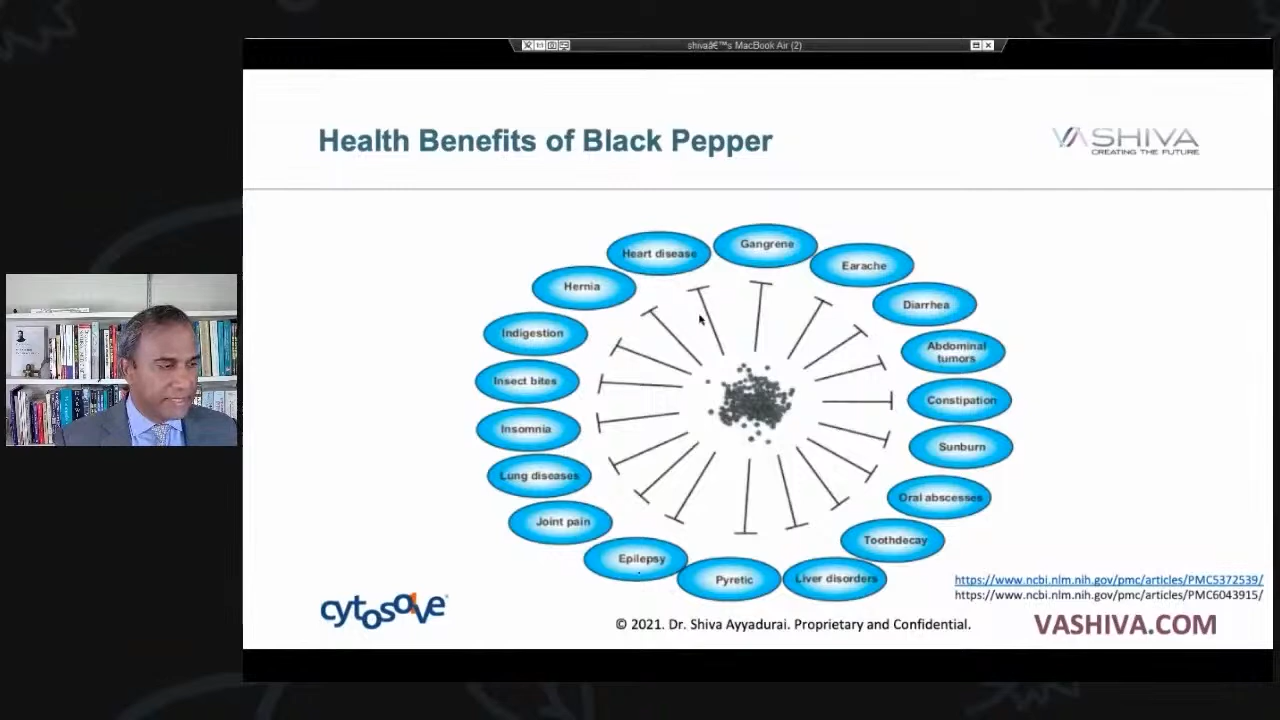 shivaâ€™s MacBook Air (2)
Health Benefits of Black Pepper
VASHIVA
CREATING THE FUTURE
Gangrene
Heart disease
Earache
Hernia
Diarrhea
Indigestion
Abdominal
tumors
Insect bites
Constipation
Insomnia
Sunburn
Lung diseases
Oral abscesses
Joint pain
Toothdecay
Epilepsy
Pyretic
Liver disorders
https://www.ncbi.nlm.nih.gov/pmc/articles/PMC5372539/
https://www.ncbi.nlm.nih.gov/pmc/articles/PMC6043915/
cytosolve
© 2021. Dr. Shiva Ayyadurai. Proprietary and Confidential.
VASHIVA.COM